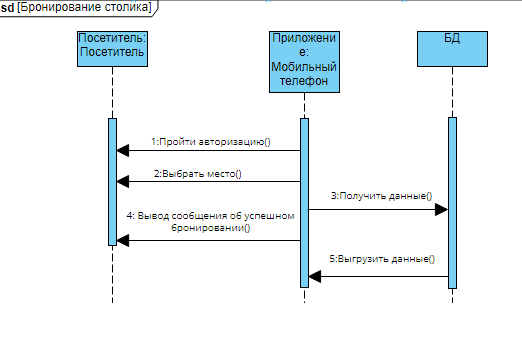 sd [Бронирование столика]
Посетитель:
Посетитель
Приложени
е:
Мобильный
телефон
БД
1:Пройти авторизацию()
2:Выбрать место()
3:Получить данные()
4: Вывод сообщения об успешном
бронировании()
5:Выгрузить данные()